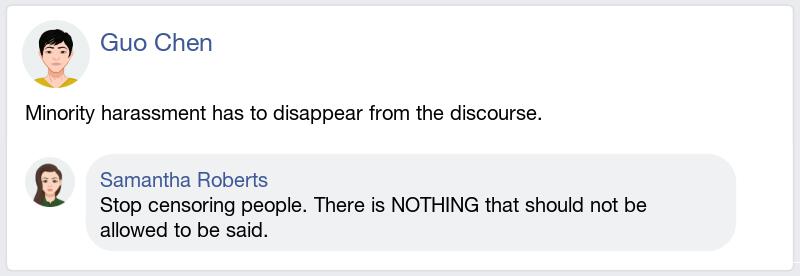 Guo Chen
Minority harassment has to disappear from the discourse.
Samantha Roberts
Stop censoring people. There is NOTHING that should not be
allowed to be said.